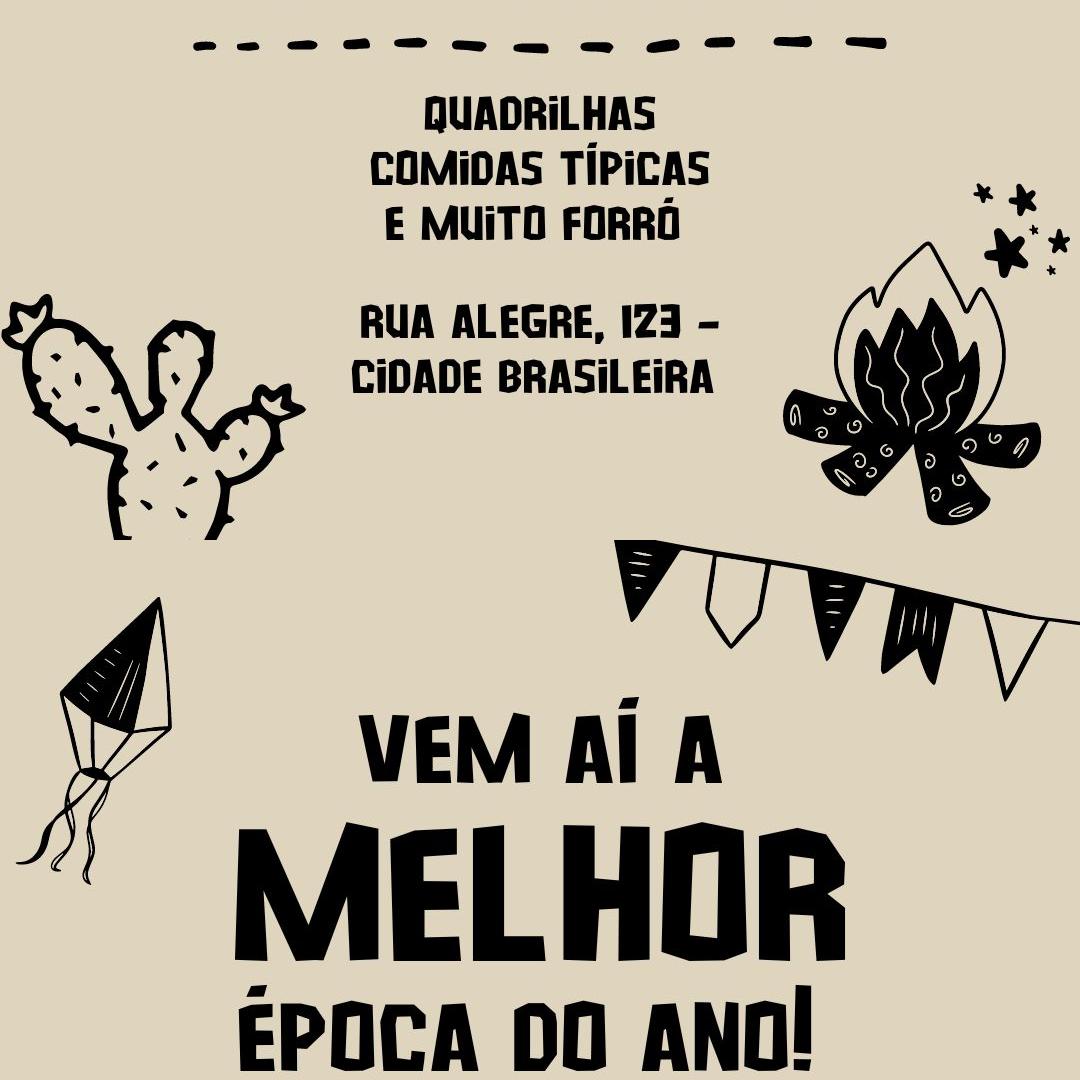 QUADRILHAS
COMIDAS TÍPICAS
E MUITO FORRÓ
RUA ALEGRE, 123 –
CIDADE BRASILEIRA
VEM AÍ A
MELHOR
ÉPOCA DO ANO!